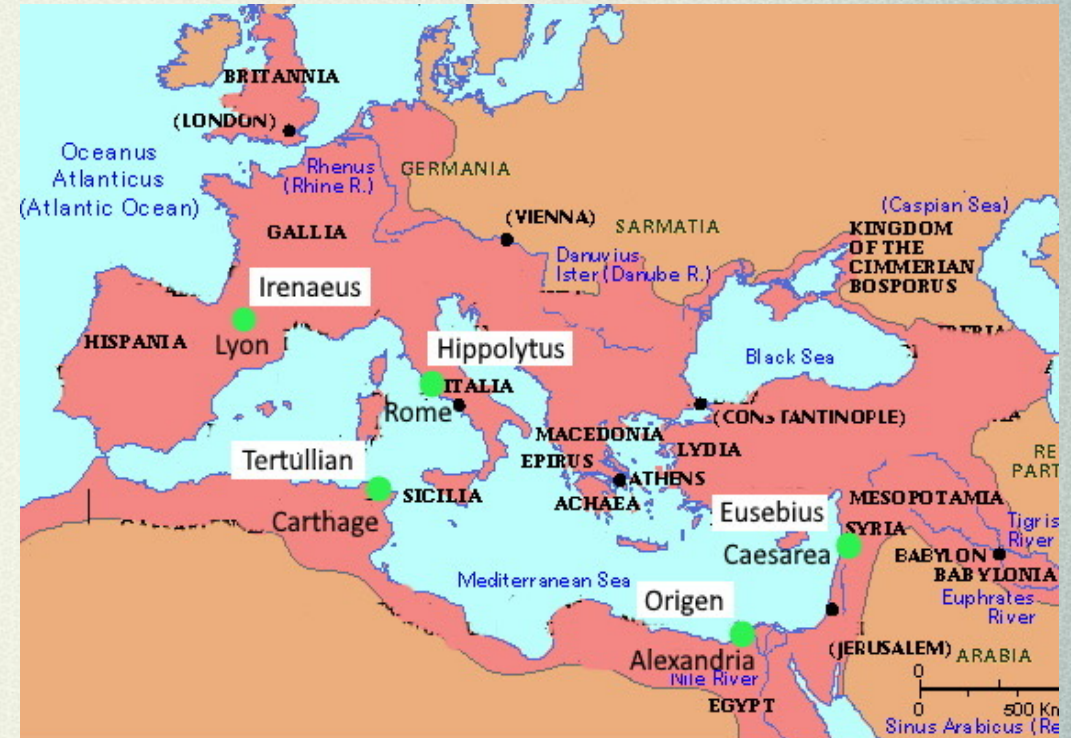 BRITANNIA
(LONDON)
Oceanus
Atlanticus
(Atlantic Ocean)
Rhenus
(Rhine R.)
GERMANIA
(VIENNA)
SARMATIA
(Caspian Sea)
KINGDOM
OF THE
CIMMERIAN
BOSPORUS
GALLIA
Danuvius
Ister (Danube R.)
Irenaeus
Lyon
HISPANIA
Hippolytus
ITALIA
Rome
Black Sea
(CONSTANTINOPLE)
MACEDONIA
LYDIA
EPIRUS
ATHENS
ACHAEA
Tertullian
SICILIA
Carthage
MESOPOTAMIA
Eusebius
SYRIA
Caesarea
Tigris
River
BABYLON
BABYLONIA
Euphrates
River
Mediterranean Sea
Origen
Alexandria
(JERUSALEM)
ARABIA
Nile River
EGYPT
0
0 500 Km
Sinus Arabicus